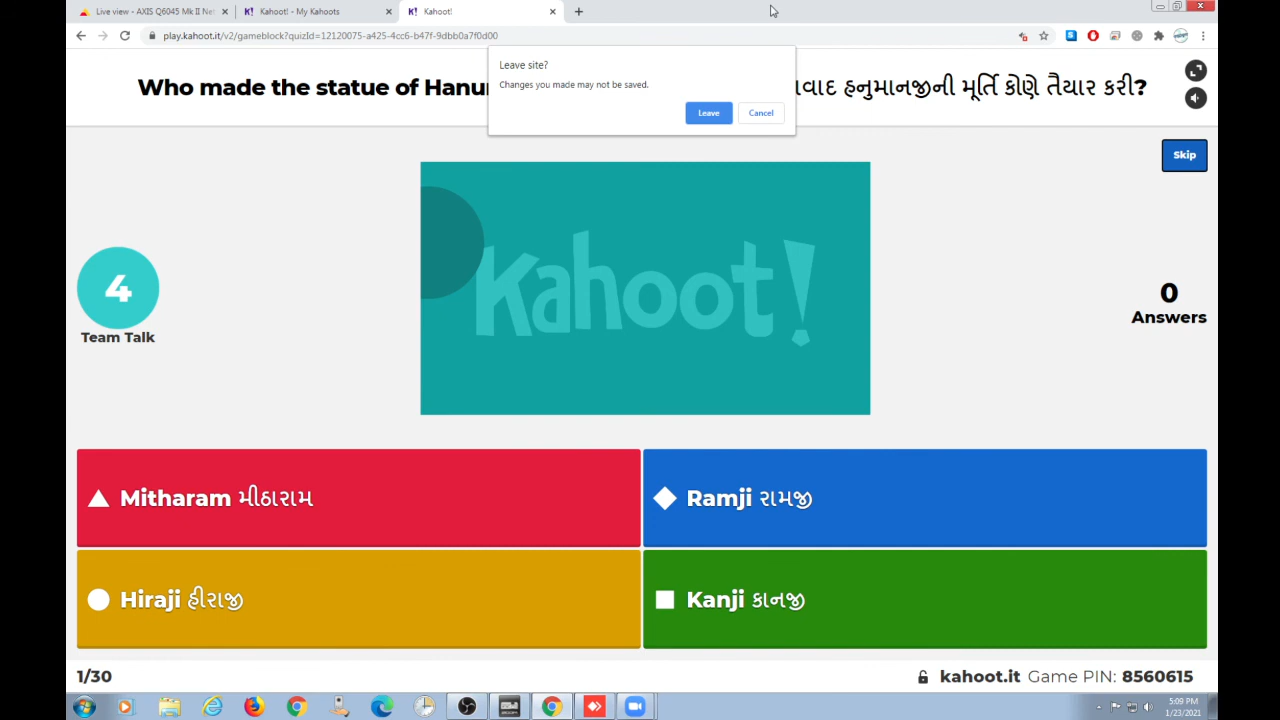 Live view - AXIS Q6045 Mk II Net
Kahoot! - My Kahoots
Kahoot!
play.kahoot.it/v2/gameblock?quizId=12120075-a425-4cc6-b47f-9dbb0a7f0d00
Leave site?
Changes you made may not be saved.
Leave
Cancel
Who made the statue of Hanu વાદ હનુમાનજીની મૂર્તિ કોણે તૈયાર કરી?
Skip
Kahoot!
4
Team Talk
0
Answers
Mitharam મીઠારામ
Ramji રામજી
Hiraji હીરાજી
Kanji કાનજી
1/30
kahoot.it Game PIN: 8560615
5:09 PM
1/23/2021